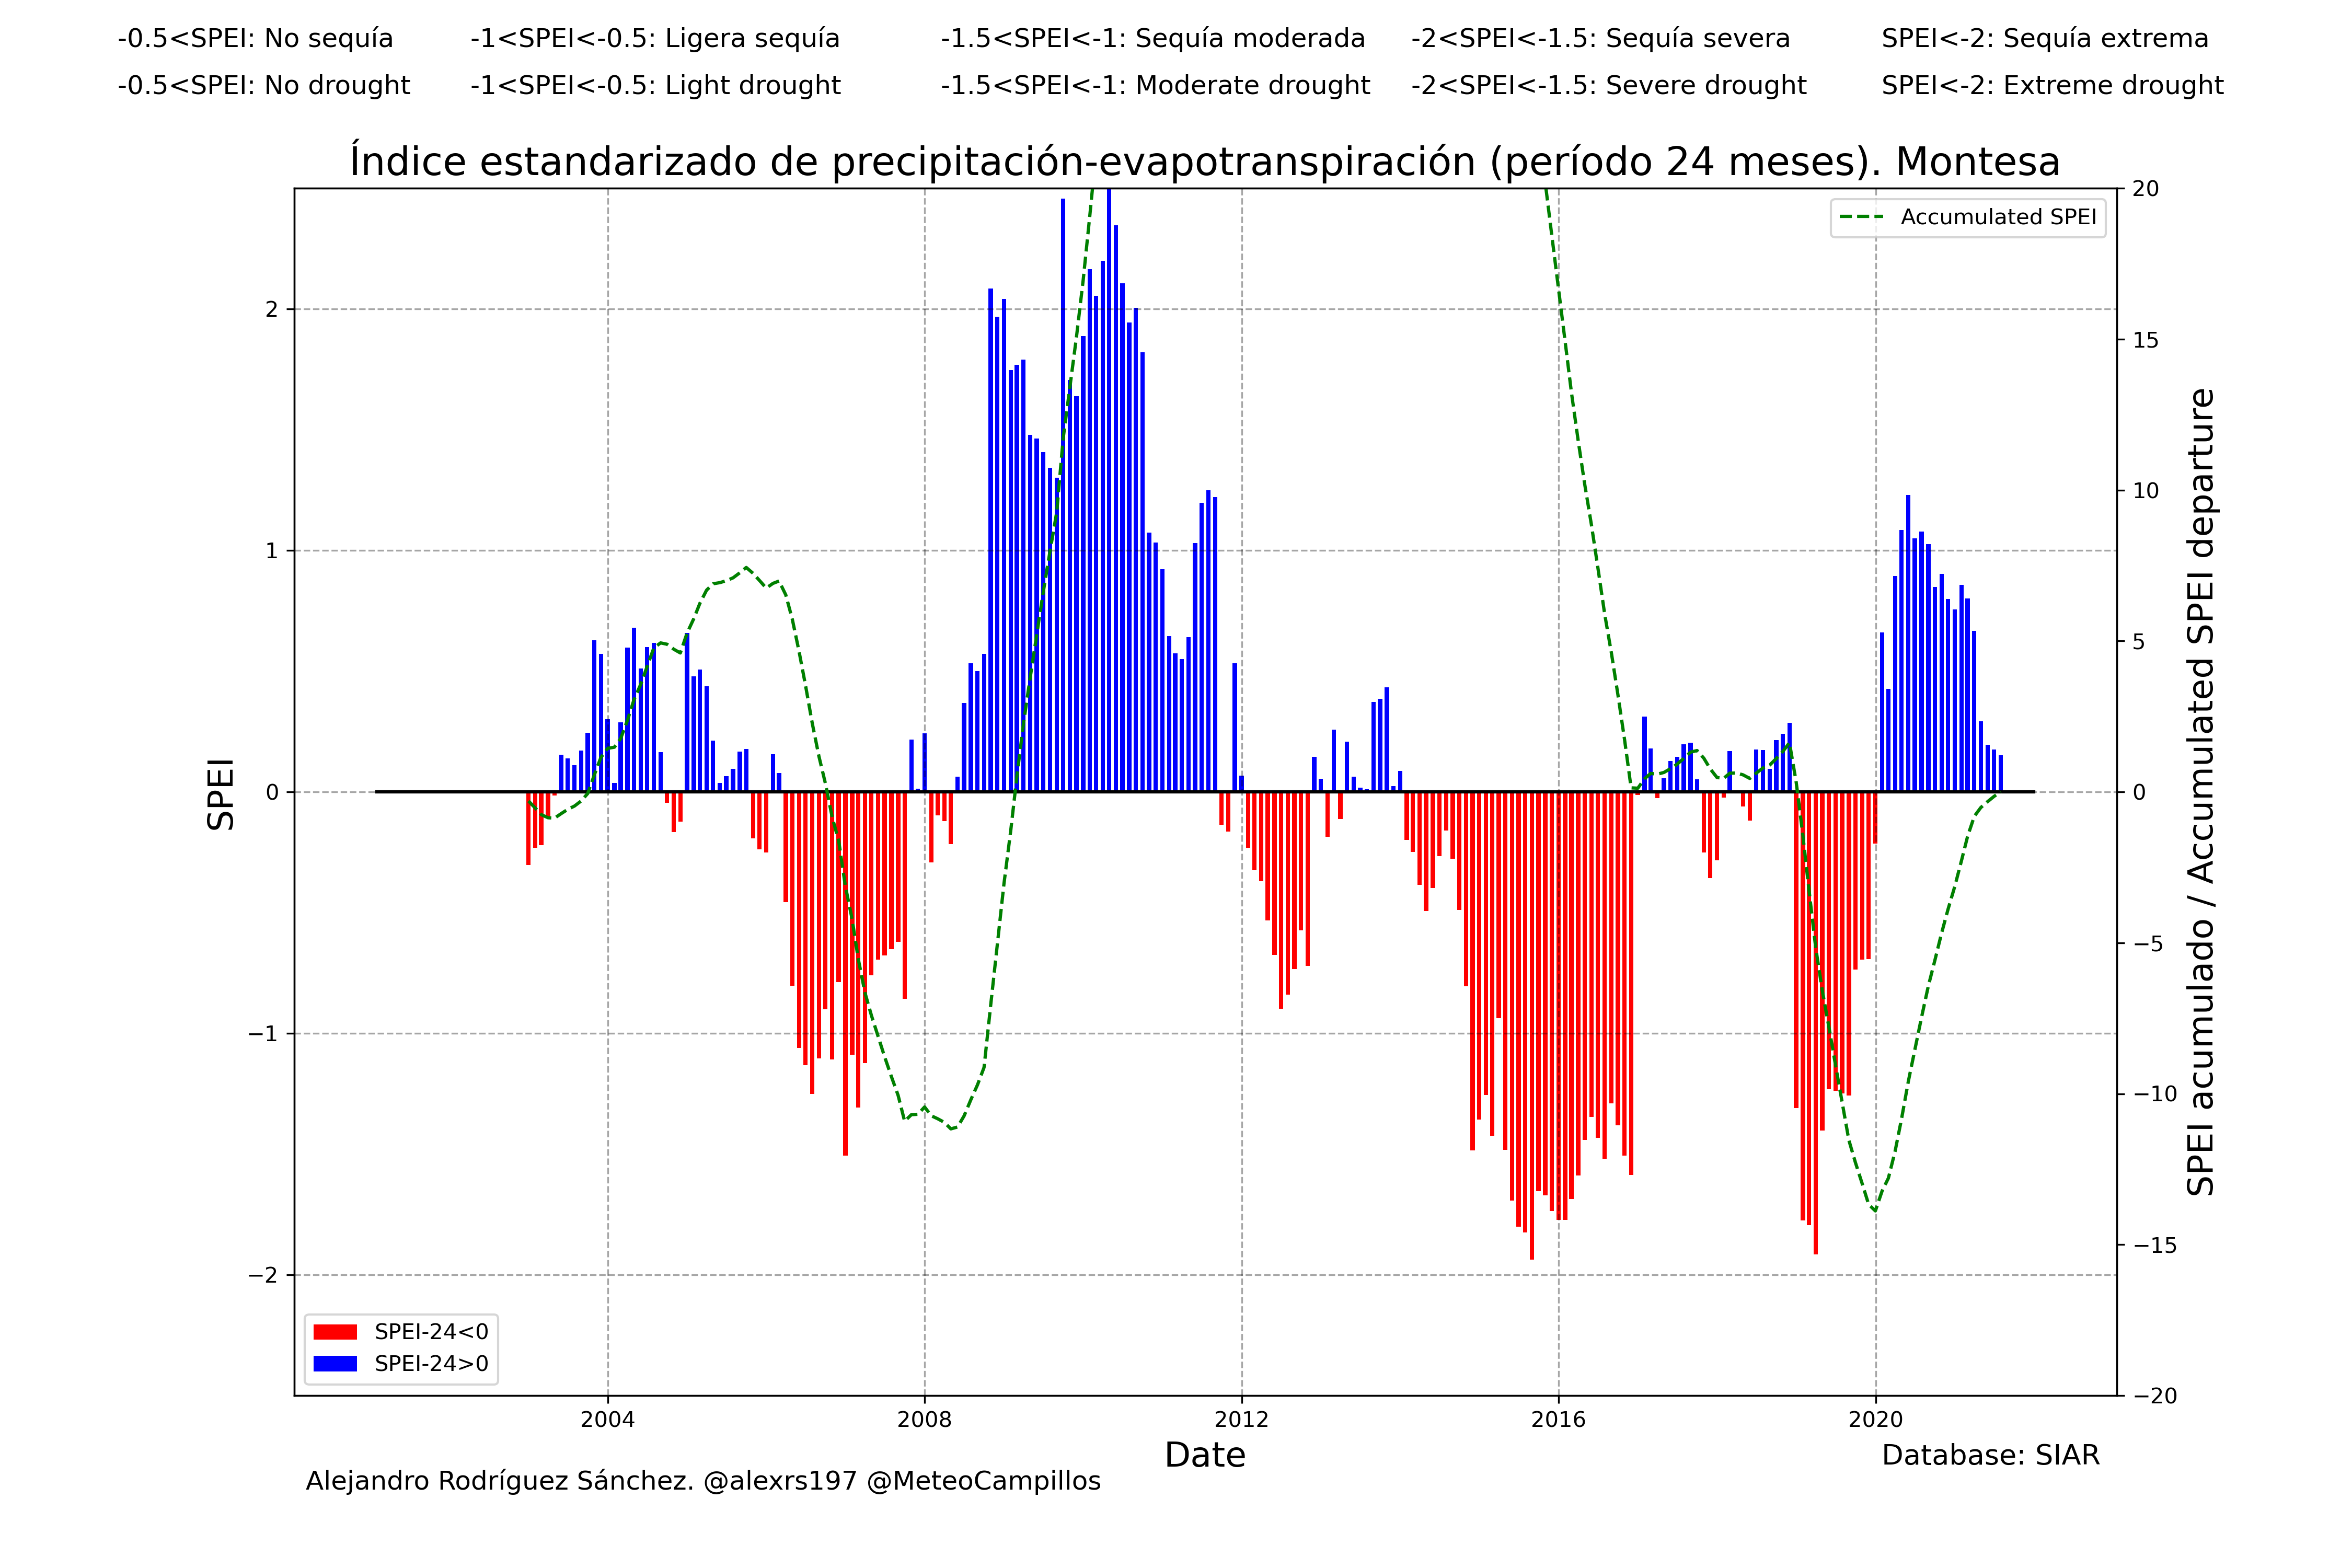 -0.5<SPEI: No sequía -1<SPEI<-0.5: Ligera sequía -1.5<SPEI<-1: Sequía moderada -2<SPEI<-1.5: Sequía severa SPEI<-2: Sequía extrema
-0.5<SPEI: No drought -1<SPEI<-0.5: Light drought -1.5<SPEI<-1: Moderate drought -2<SPEI<-1.5: Severe drought SPEI<-2: Extreme drought
Índice estandarizado de precipitación-evapotranspiración (período 24 meses). Montesa
Accumulated SPEI
SPEI
2
1
0
−1
−2
20
15
10
5
0
−5
−10
−15
−20
SPEI acumulado / Accumulated SPEI departure
SPEI-24<0
SPEI-24>0
2004 2008 2012 2016 2020
Date
Database: SIAR
Alejandro Rodríguez Sánchez. @alexrs197 @MeteoCampillos